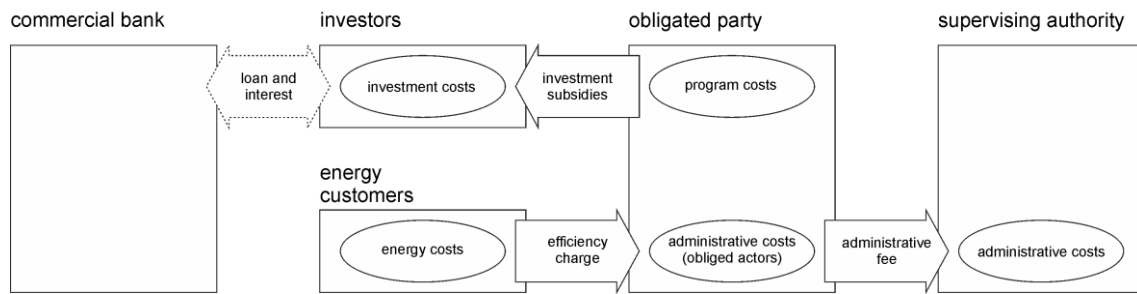 commercial bank
investors
obligated party
supervising authority
loan and
interest
investment costs
investment
subsidies
program costs
energy
customers
energy costs
efficiency
charge
administrative costs
(obliged actors)
administrative
fee
administrative costs